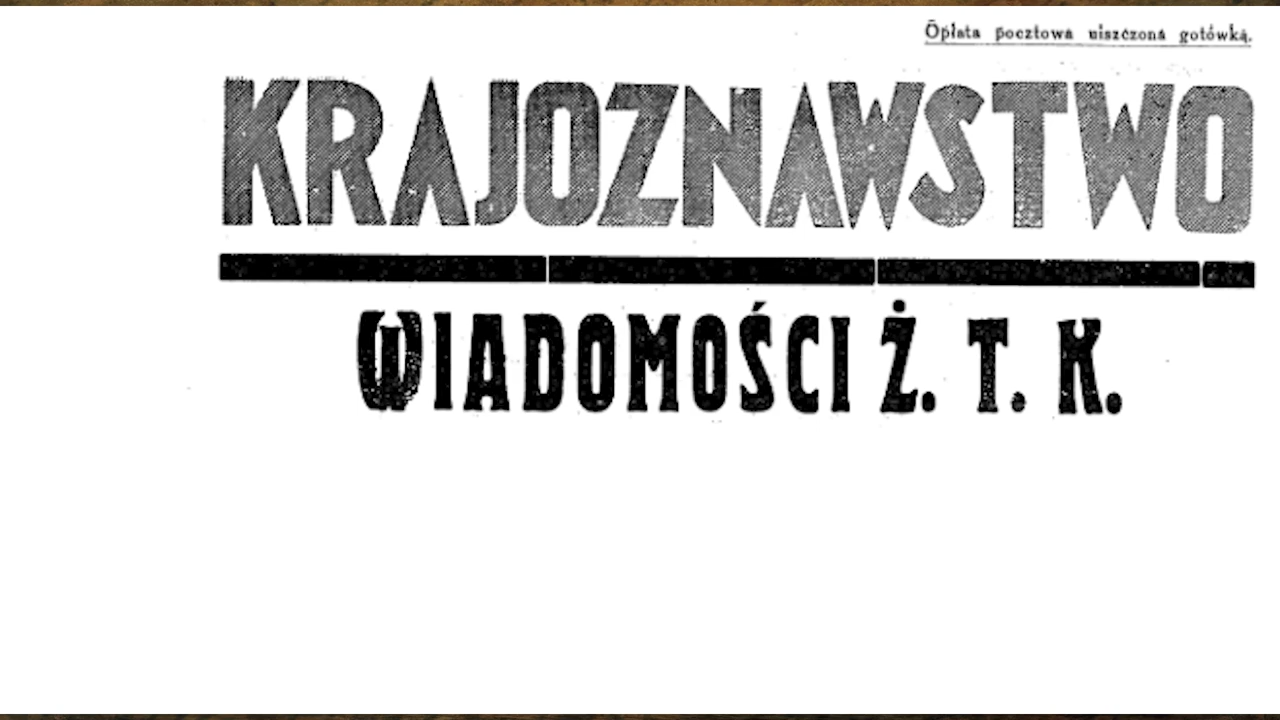 Opłata pocztowa uiszczona gotówką.
KRAJOZNAWSTWO
WIADOMOŚCI Ż. T. K.